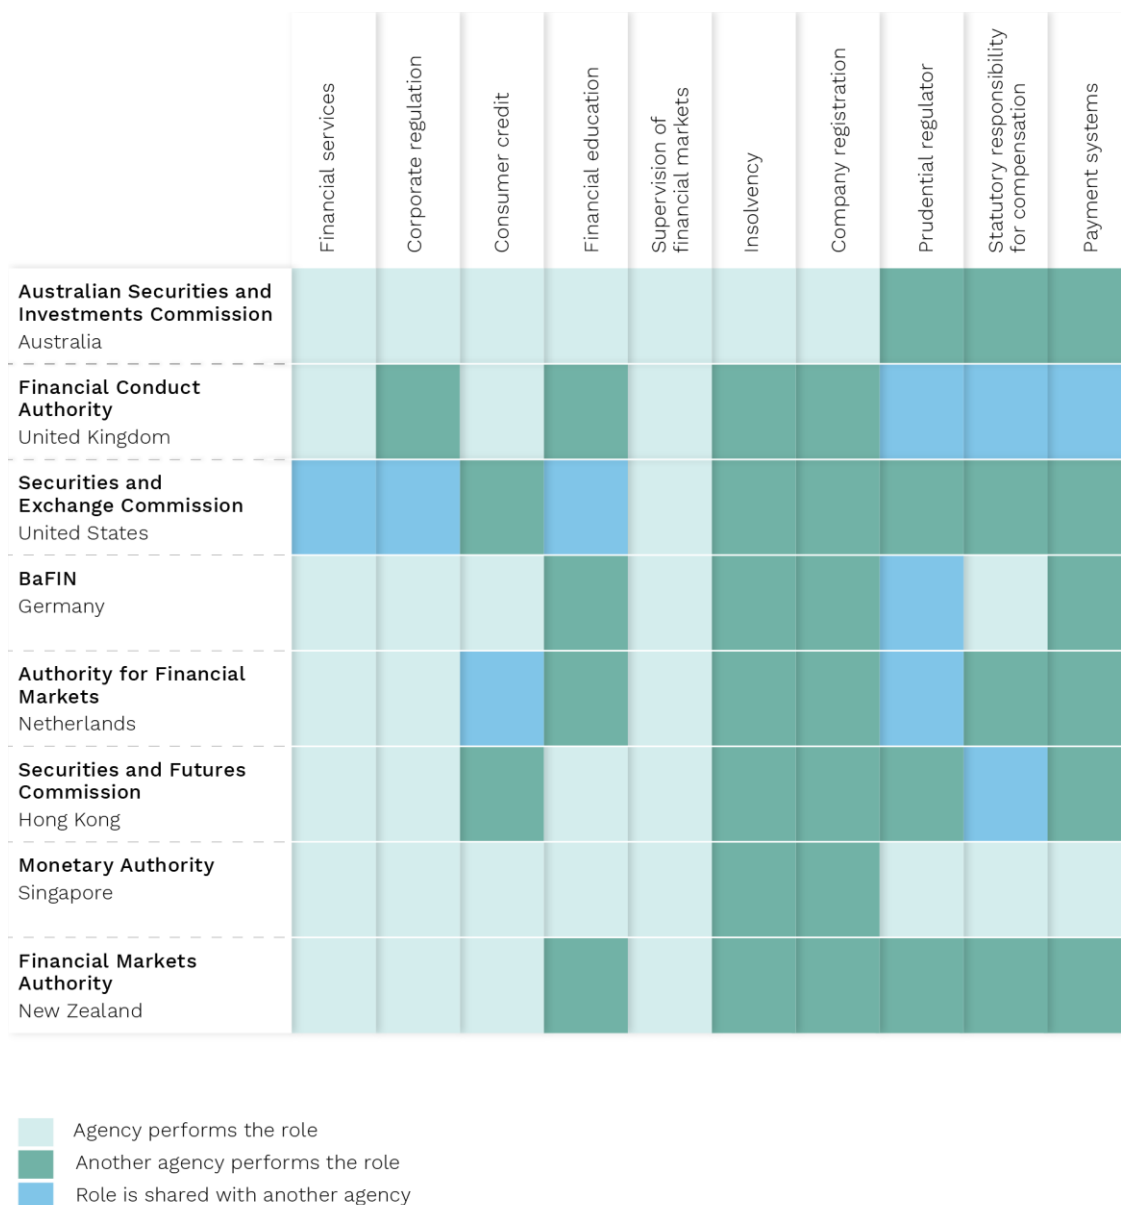 Financial services
Corporate regulation
Consumer credit
Financial education
Supervision of
financial markets
Insolvency
Company registration
Prudential regulator
Statutory responsibility
for compensation
Payment systems
Australian Securities and
Investments Commission
Australia
Financial Conduct
Authority
United Kingdom
Securities and
Exchange Commission
United States
BaFIN
Germany
Authority for Financial
Markets
Netherlands
Securities and Futures
Commission
Hong Kong
Monetary Authority
Singapore
Financial Markets
Authority
New Zealand
Agency performs the role
Another agency performs the role
Role is shared with another agency